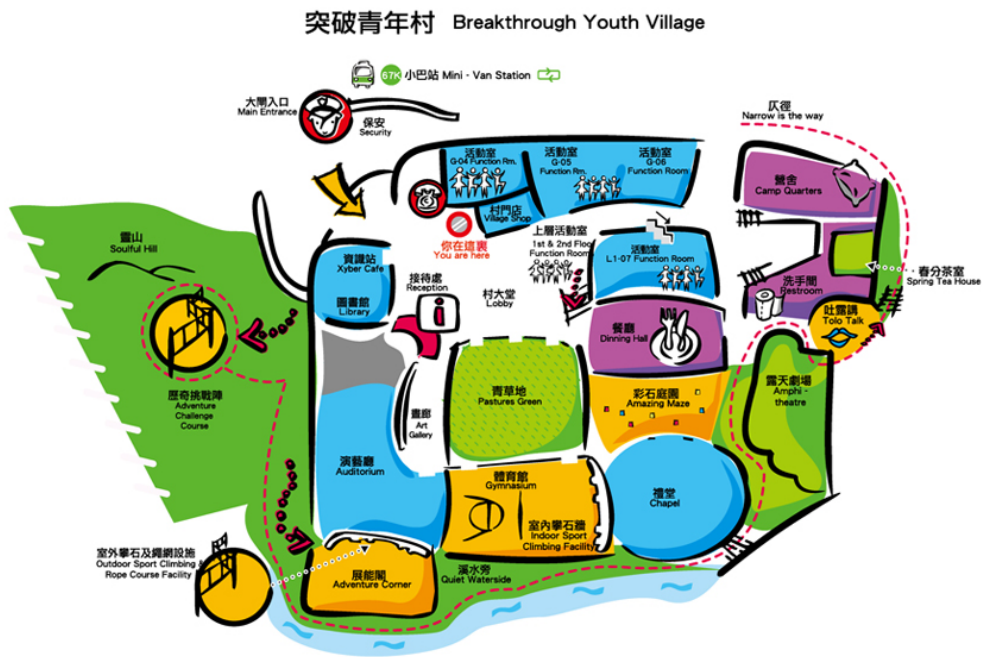 突破青年村 Breakthrough Youth Village
67K 小巴站 Mini - Van Station
大閘入口
Main Entrance
保安
Security
仄徑
Narrow is the way
活動室
G-04 Function Rm.
活動室
G-05
Function Rm.
活動室
G-06
Function Room
營舍
Camp Quarters
村門店
Village Shop
你在這裏
You are here
靈山
Soulful Hill
資識站
Xyber Cafe
圖書館
Library
接待處
Reception
村大堂
Lobby
上層活動室
1st & 2nd Floor
Function Room
活動室
L1-07 Function Room
洗手間
Restroom
春分茶室
Spring Tea House
吐露講
Tolo Talk
餐廳
Dinning Hall
歷奇挑戰陣
Adventure
Challenge
Course
畫廊
Art
Gallery
青草地
Pastures Green
彩石庭園
Amazing Maze
露天劇場
Amphi -
theatre
演藝廳
Auditorium
體育館
Gymnasium
室內攀石牆
Indoor Sport
Climbing Facility
禮堂
Chapel
室外攀石及繩網設施
Outdoor Sport Climbing &
Rope Course Facility
展能閣
Adventure Corner
溪水旁
Quiet Waterside